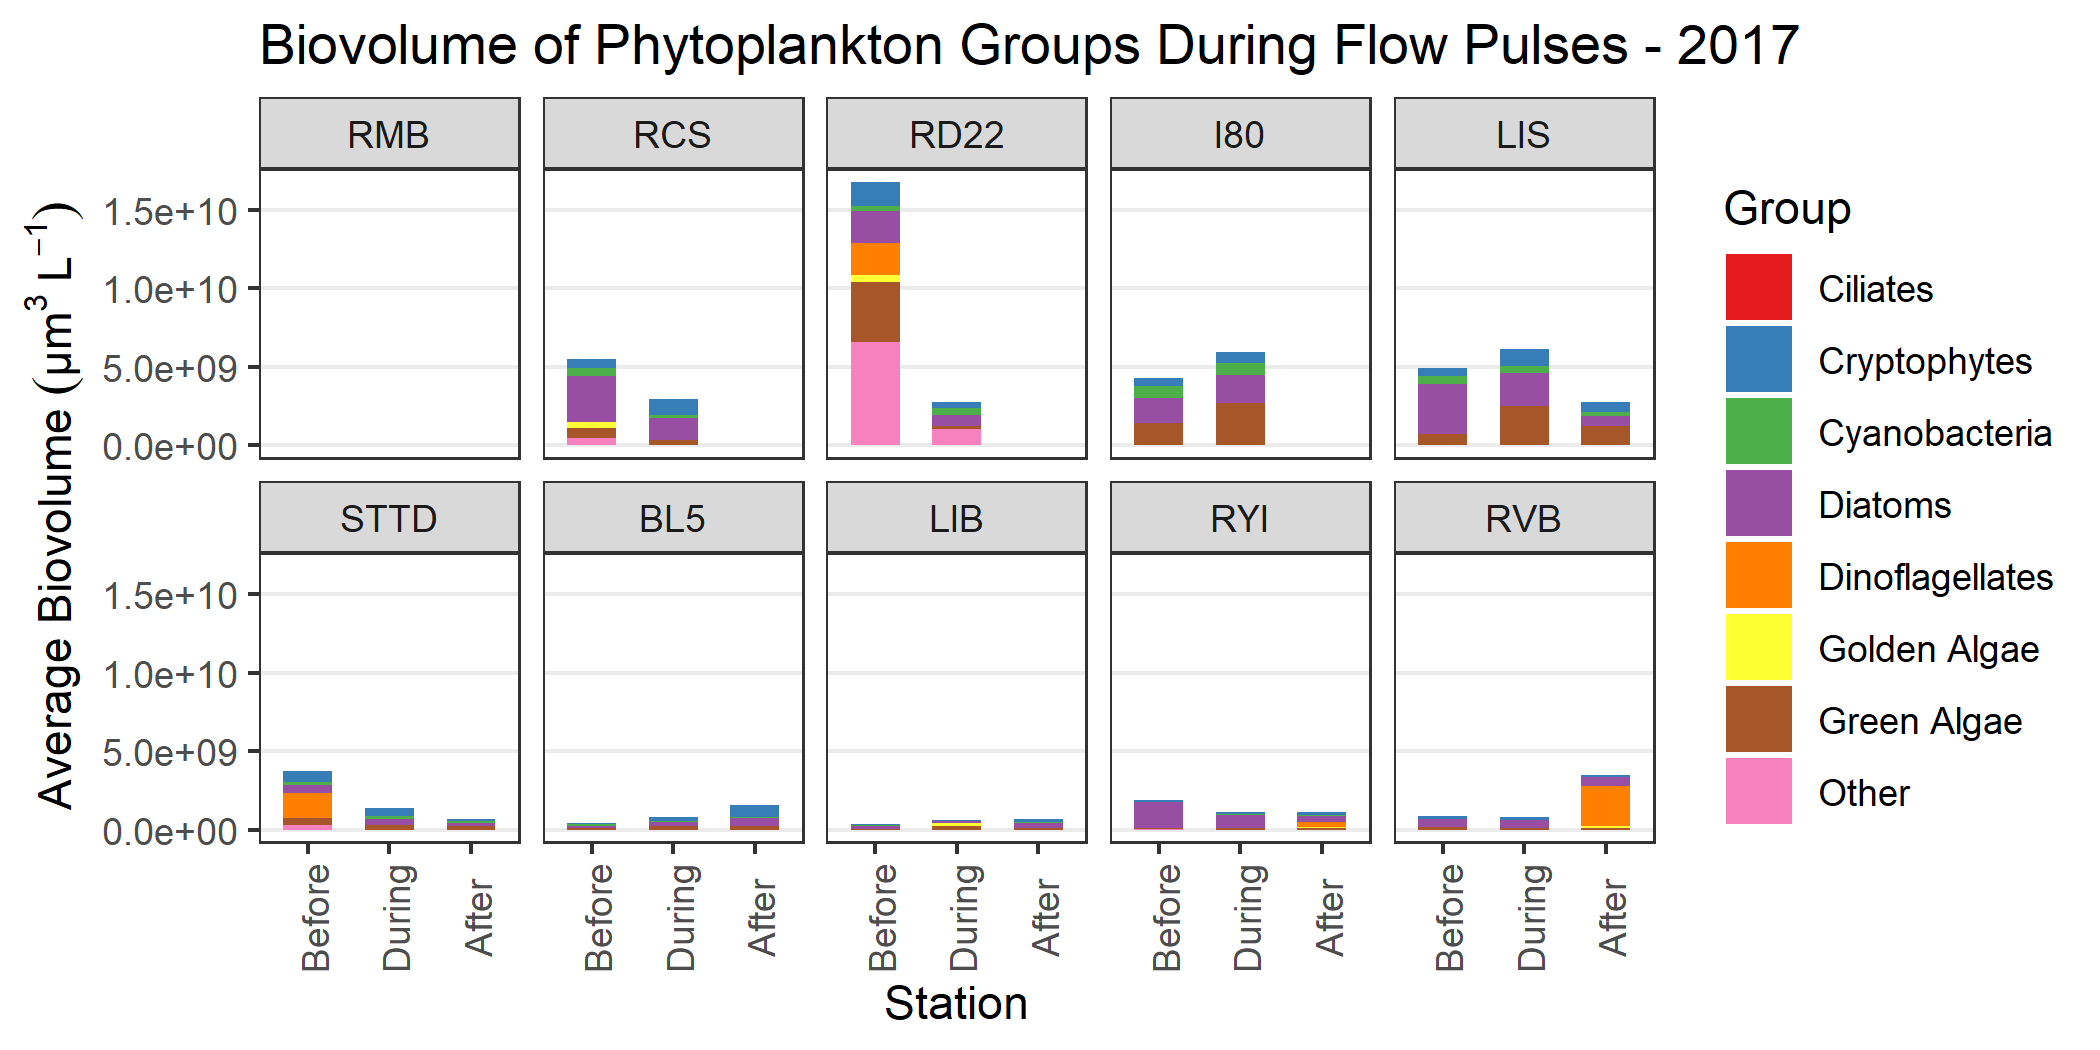 Biovolume of Phytoplankton Groups During Flow Pulses - 2017
RMB
RCS
RD22
I80
LIS
1.5e+10
1.0e+10
5.0e+09
0.0e+00
STTD
BL5
LIB
RYI
RVB
1.5e+10
1.0e+10
5.0e+09
0.0e+00
Before
During
After
Before
During
After
Before
During
After
Before
During
After
Before
During
After
Station
Average Biovolume (μm³ L⁻¹)
Group
Ciliates
Cryptophytes
Cyanobacteria
Diatoms
Dinoflagellates
Golden Algae
Green Algae
Other